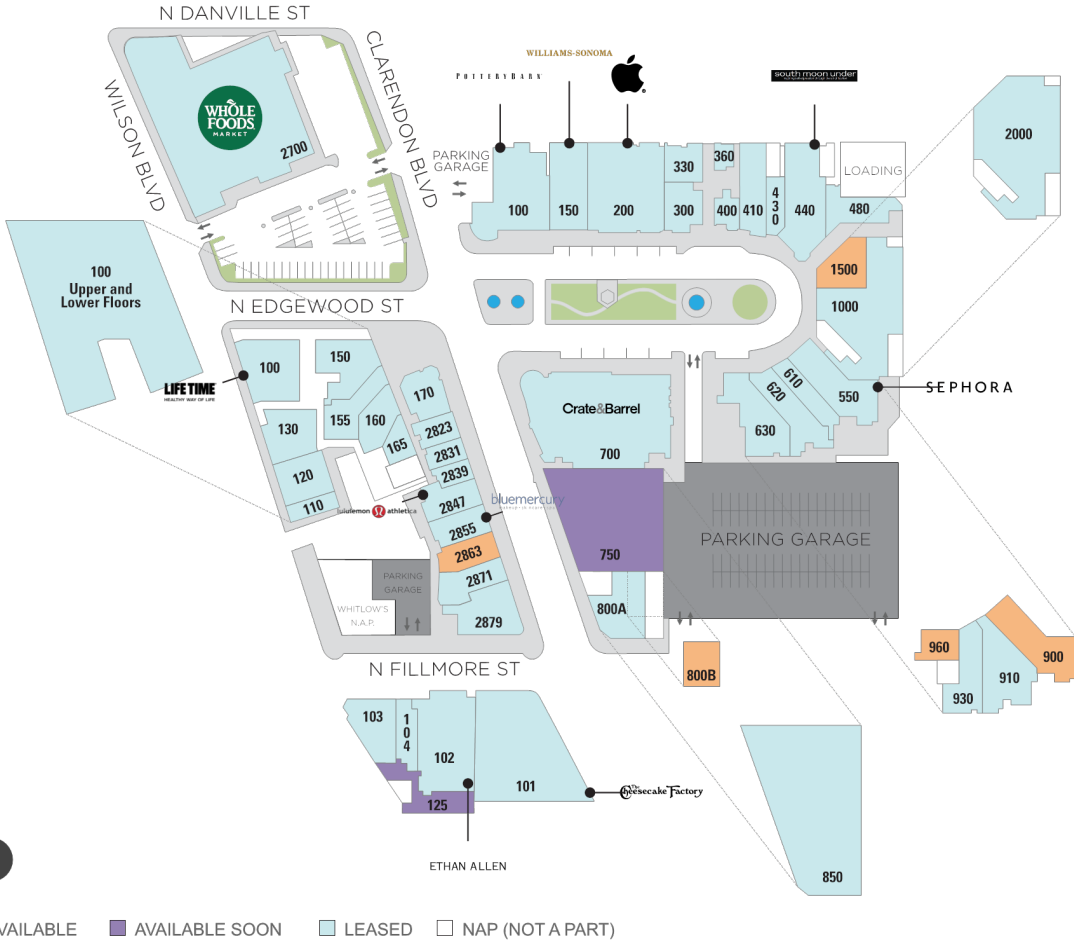 N DANVILLE ST
CLARENDON BLVD
WILSON BLVD
WHOLE
FOODS
MARKET
2700
WILLIAMS-SONOMA
POTTERY BARN
south moon under
PARKING
GARAGE
100
150
200
330
300
360
400
410
430
440
LOADING
480
2000
1500
1000
100
Upper and
Lower Floors
N EDGEWOOD ST
LIFE TIME
HEALTHY WAY OF LIFE
100
150
130
155
160
165
120
110
170
2823
2831
2839
2847
2855
2863
2871
2879
lululemon athletica
bluemercury
PARKING
GARAGE
WHITLOW'S
N.A.P.
Crate&Barrel
700
750
800A
800B
550
610
620
630
SEPHORA
PARKING GARAGE
960
930
910
900
850
N FILLMORE ST
103
104
102
101
125
The
Cheesecake Factory
ETHAN ALLEN
VAILABLE
AVAILABLE SOON
LEASED
NAP (NOT A PART)